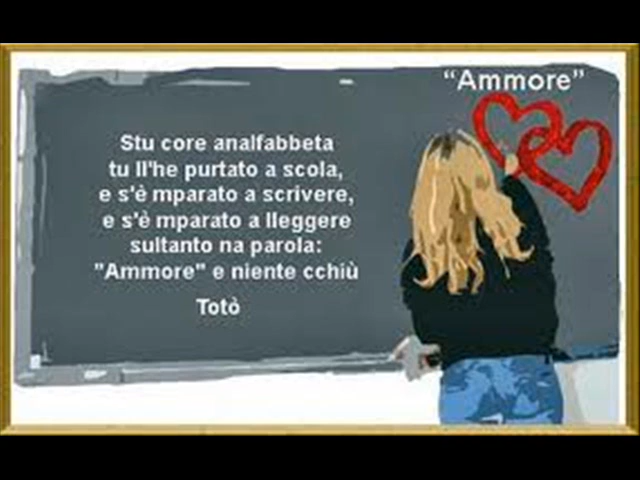 “Ammore”
Stu core analfabbeta
tu ll'he purtato a scola,
e s'è mparato a scrivere,
e s'è mparato a lleggere
sultanto na parola:
"Ammore" e niente cchiù
Totò